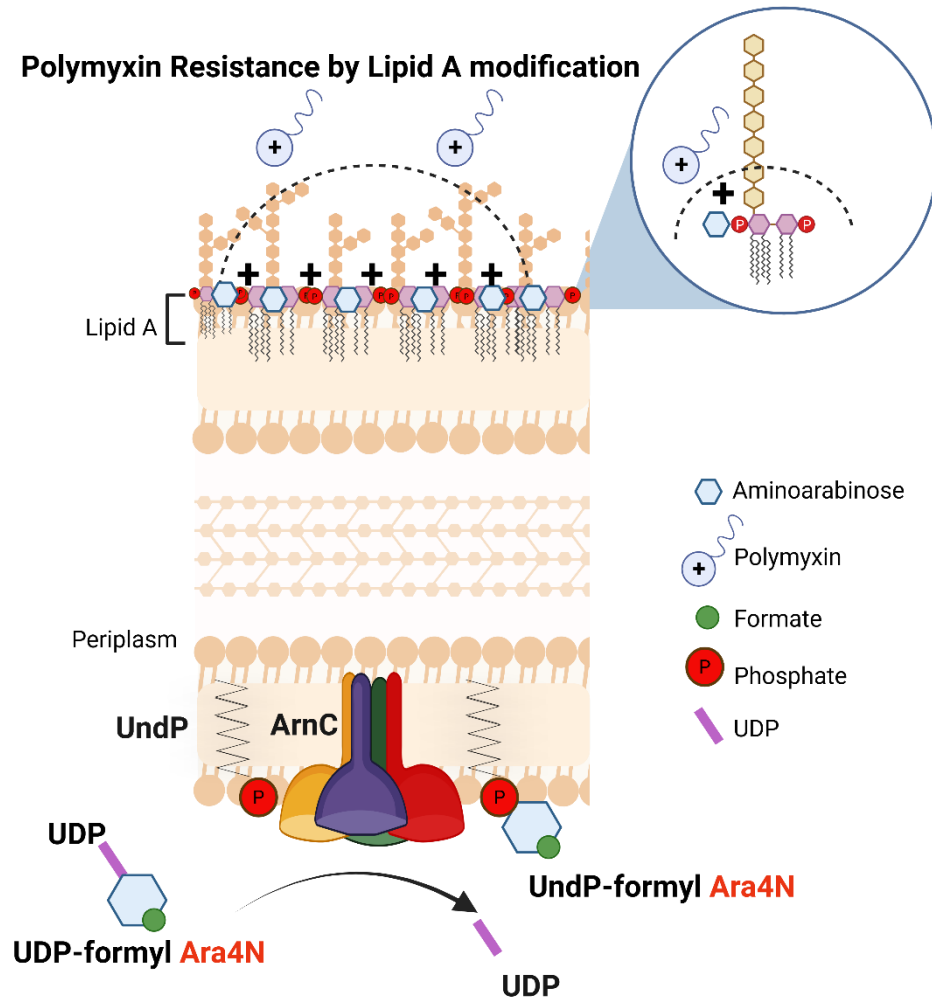 Polymyxin Resistance by Lipid A modification
+
+
+
+
P
P
+
+
+
+
+
P
P
P
P
P
P
P
P
P
Lipid A
Aminoarabinose
+
Polymyxin
Formate
P
Phosphate
UDP
Periplasm
UndP
ArnC
P
P
UDP
UndP-formyl Ara4N
UDP-formyl Ara4N
UDP